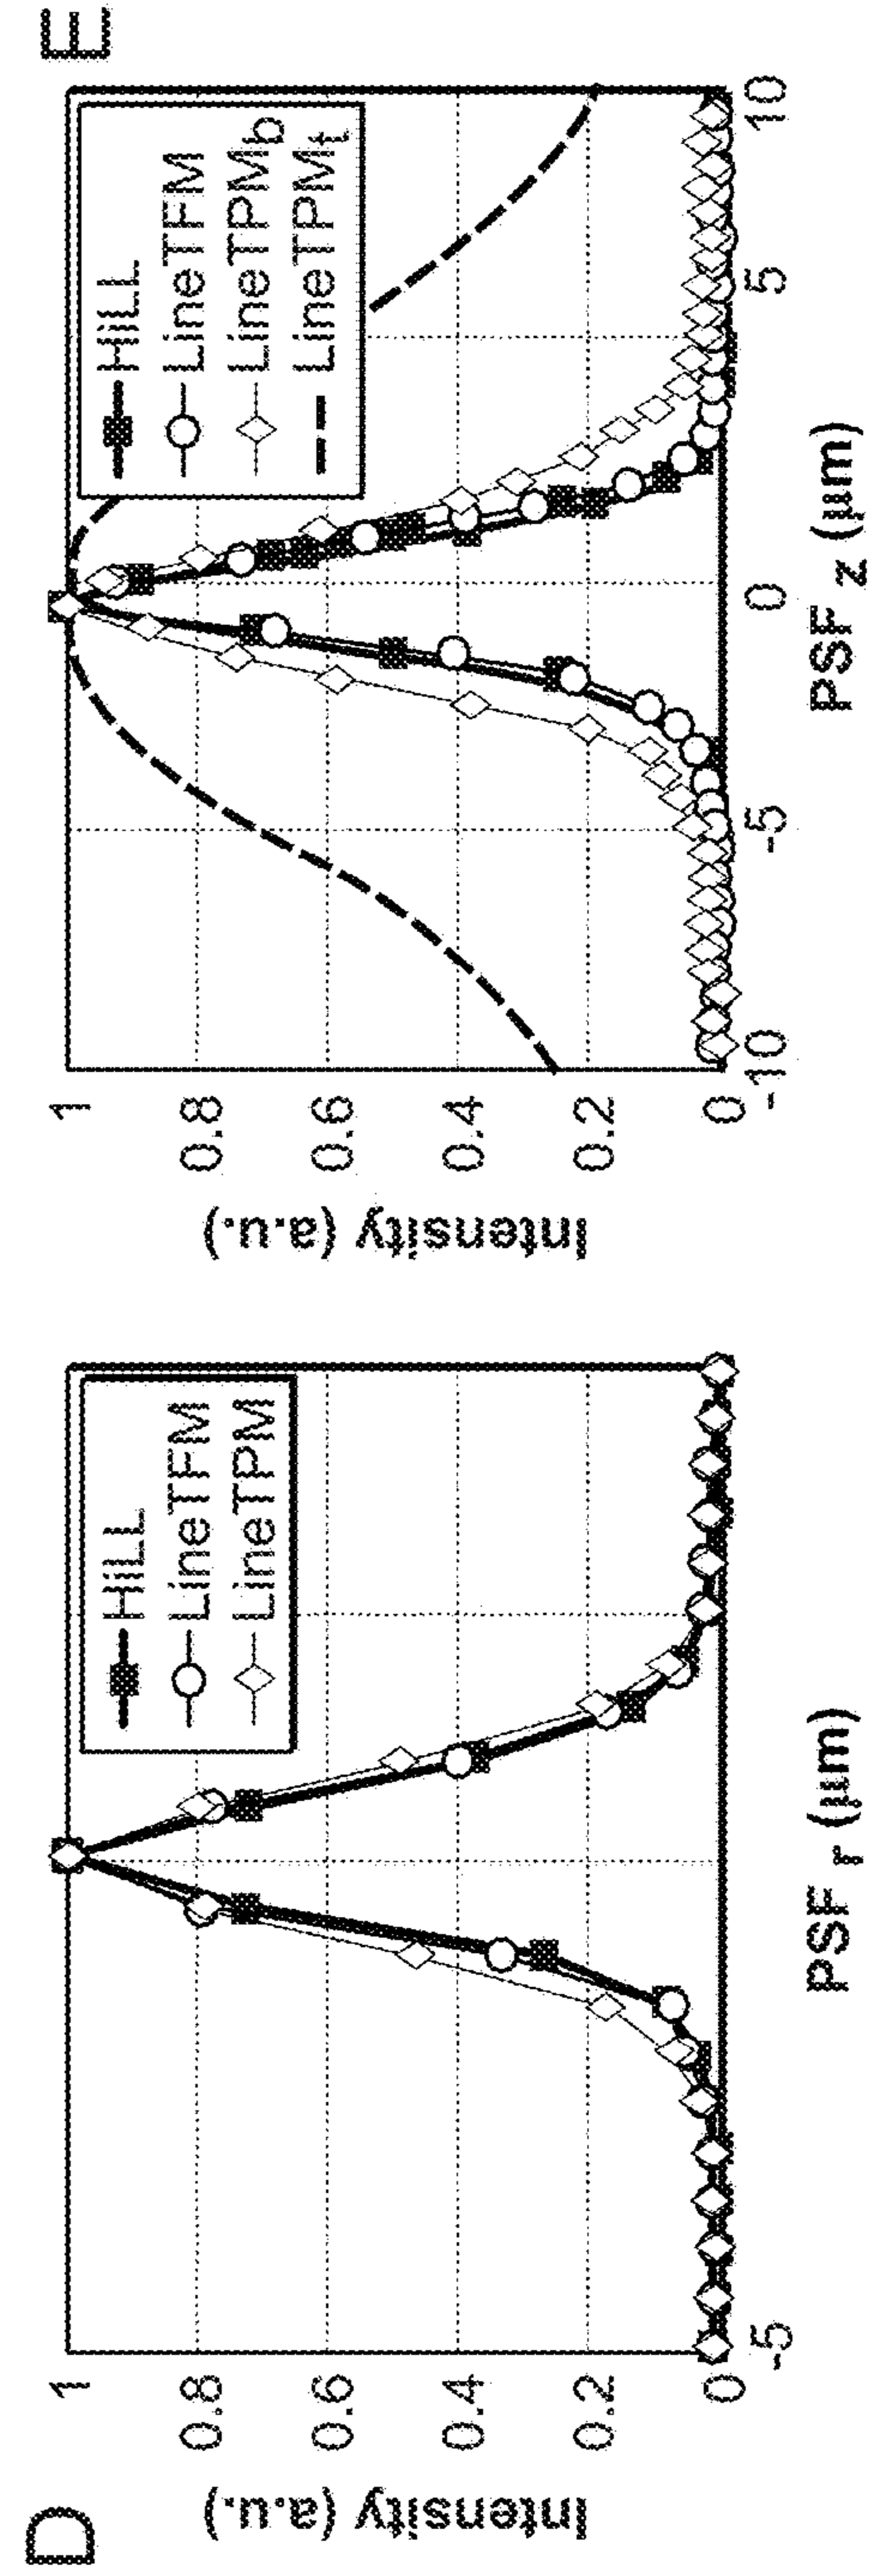 D
Intensity (a.u.)
1
0.8
0.6
0.4
0.2
0
-5
PSF r (μm)
HiLL
LineTFM
LineTPM
E
Intensity (a.u.)
1
0.8
0.6
0.4
0.2
0
-10
-5
0
5
10
PSF z (μm)
HiLL
LineTFM
LineTPMb
LineTPMt